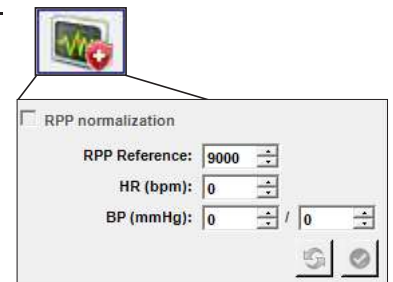 RPP normalization
RPP Reference: 9000
HR (bpm): 0
BP (mmHg): 0 / 0